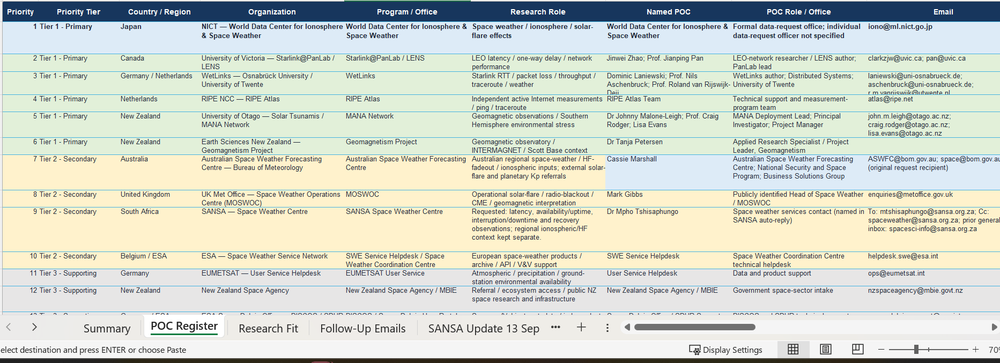 Priority Priority Tier Country / Region Organization Program / Office Research Role Named POC POC Role / Office Email
1 Tier 1 - Primary Japan NICT — World Data Center for Ionosphere World Data Center for Ionosphere & Space weather / ionosphere / solar- World Data Center for Ionosphere & Formal data-request office; individual iono@ml.nict.go.jp
& Space Weather Space Weather flare effects Space Weather data-request officer not specified
2 Tier 1 - Primary Canada University of Victoria — Starlink@PanLab / Starlink@PanLab / LENS LEO latency / one-way delay / network Jinwei Zhao; Prof. Jianping Pan LEO-network researcher / LENS author; clarkzjw@uvic.ca; pan@uvic.ca
LENS performance PanLab lead
3 Tier 1 - Primary Germany / Netherlands WetLinks — Osnabrück University / WetLinks Starlink RTT / packet loss / throughput / Dominic Laniewski; Prof. Nils WetLinks author; Distributed Systems; laniewski@uni-osnabrueck.de;
University of Twente traceroute / weather Aschenbruck; Prof. Roland van Rijswijk- University of Twente aschenbruck@uni-osnabrueck.de;
Deij r.m.vanrijswijk@utwente.nl
4 Tier 1 - Primary Netherlands RIPE NCC — RIPE Atlas RIPE Atlas Independent active Internet measurements RIPE Atlas Team Technical support and measurement- atlas@ripe.net
/ ping / traceroute program team
5 Tier 1 - Primary New Zealand University of Otago — Solar Tsunamis / MANA Network Geomagnetic observations / Southern Dr Johnny Malone-Leigh; Prof. Craig MANA Deployment Lead; Principal john.m.leigh@otago.ac.nz;
MANA Network Hemisphere environmental stress Rodger; Lisa Evans Investigator; Project Manager craig.rodger@otago.ac.nz;
lisa.evans@otago.ac.nz
6 Tier 1 - Primary New Zealand Earth Sciences New Zealand — Geomagnetism Project Geomagnetic observatory / Dr Tanja Petersen Applied Research Specialist / Project
Geomagnetism Project INTERMAGNET / Scott Base context Leader, Geomagnetism
7 Tier 2 - Secondary Australia Australian Space Weather Forecasting Australian Space Weather Forecasting Australian regional space-weather / HF- Cassie Marshall Australian Space Weather Forecasting ASWFC@bom.gov.au; space@bom.gov.au
Centre — Bureau of Meteorology Centre fadeout / ionospheric inputs; external solar- Centre; National Security and Space (original request recipient)
flare and planetary Kp referrals Program; Business Solutions Group
8 Tier 2 - Secondary United Kingdom UK Met Office — Space Weather Operations MOSWOC Operational solar-flare / radio-blackout / Mark Gibbs Publicly identified Head of Space Weather enquiries@metoffice.gov.uk
Centre (MOSWOC) CME / geomagnetic interpretation / MOSWOC
9 Tier 2 - Secondary South Africa SANSA — Space Weather Centre SANSA Space Weather Centre Requested: latency, availability/uptime, Dr Mpho Tshisaphungo Space weather services contact (named in To: mtshisaphungo@sansa.org.za; Cc:
interruption/downtime and recovery SANSA auto-reply) spaceweather@sansa.org.za; prior general
observations; regional ionospheric/HF inbox: spacesci-info@sansa.org.za
context kept separate.
10 Tier 2 - Secondary Belgium / ESA ESA — Space Weather Service Network SWE Service Helpdesk / Space European space-weather products / SWE Service Helpdesk Space Weather Coordination Centre helpdesk.swe@esa.int
Weather Coordination Centre archive / API / V&V support technical helpdesk
11 Tier 3 - Supporting Germany EUMETSAT — User Service Helpdesk EUMETSAT User Service Atmospheric / precipitation / ground- User Service Helpdesk Data and product support ops@eumetsat.int
station environmental availability
12 Tier 3 - Supporting New Zealand New Zealand Space Agency New Zealand Space Agency / MBIE Referral / ecosystem access / public NZ New Zealand Space Agency / MBIE Government space-sector intake nzspaceagency@mbie.govt.nz
space research and infrastructure
Summary POC Register Research Fit Follow-Up Emails SANSA Update 13 Sep
elect destination and press ENTER or choose Paste Display Settings 70